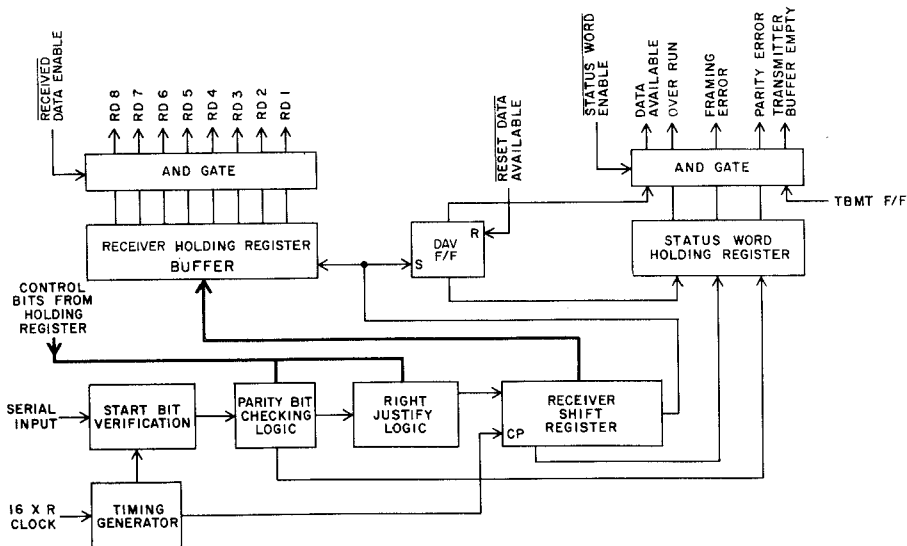 RECEIVED
DATA ENABLE
RD 8
RD 7
RD 6
RD 5
RD 4
RD 3
RD 2
RD 1
STATUS WORD
ENABLE
DATA
AVAILABLE
OVER RUN
FRAMING
ERROR
PARITY ERROR
TRANSMITTER
BUFFER EMPTY
AND GATE
RESET DATA
AVAILABLE
AND GATE
TBMT F/F
RECEIVER HOLDING REGISTER
BUFFER
DAV
F/F
R
S
STATUS WORD
HOLDING REGISTER
CONTROL
BITS FROM
HOLDING
REGISTER
SERIAL
INPUT
START BIT
VERIFICATION
PARITY BIT
CHECKING
LOGIC
RIGHT
JUSTIFY
LOGIC
RECEIVER
SHIFT
REGISTER
CP
16 X R
CLOCK
TIMING
GENERATOR